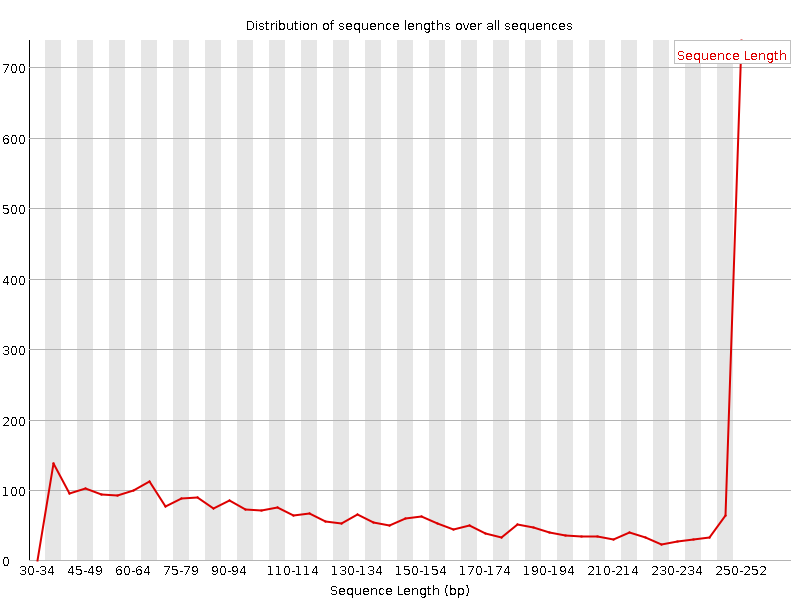 Distribution of sequence lengths over all sequences
Sequence Length
700
600
500
400
300
200
100
0
30-34 45-49 60-64 75-79 90-94 110-114 130-134 150-154 170-174 190-194 210-214 230-234 250-252
Sequence Length (bp)